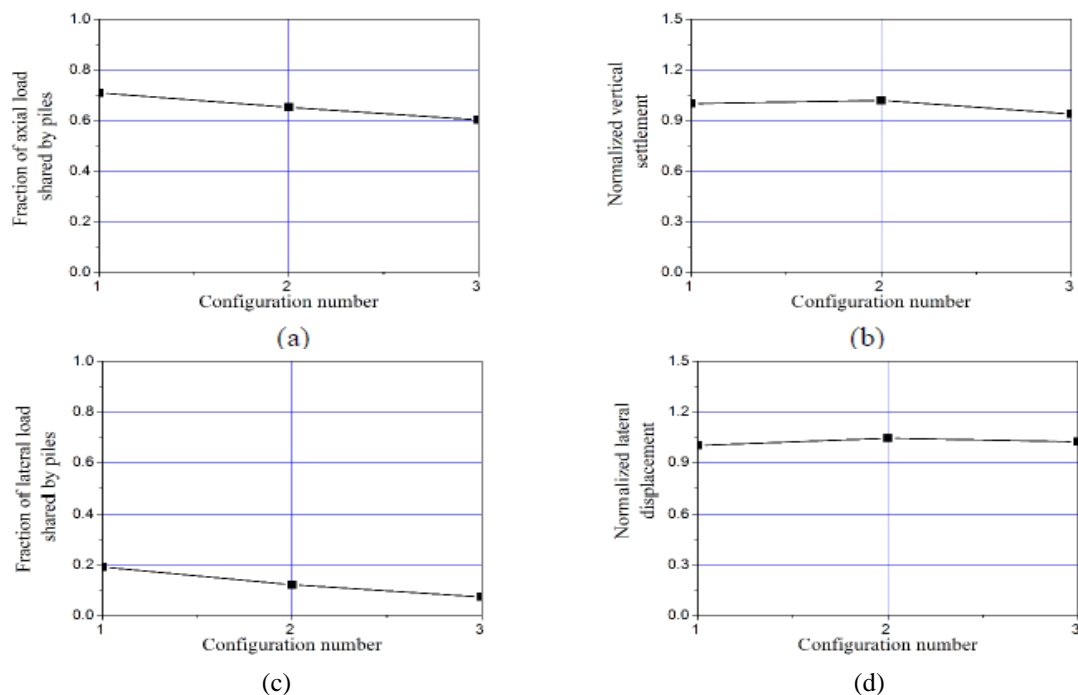 Fraction of axial load
shared by piles
1.0
0.8
0.6
0.4
0.2
0.0
1
2
3
Configuration number
(a)
Normalized vertical
settlement
1.5
1.2
0.9
0.6
0.3
0.0
1
2
3
Configuration number
(b)
Fraction of lateral load
shared by piles
1.0
0.8
0.6
0.4
0.2
0.0
1
2
3
Configuration number
(c)
Normalized lateral
displacement
1.5
1.2
0.9
0.6
0.3
0.0
1
2
3
Configuration number
(d)